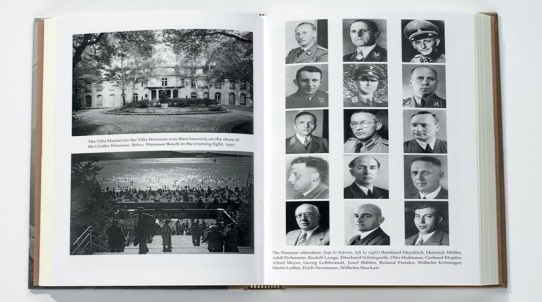 The Villa Marlier (as the Villa Wannsee was then known), on the shore of
the Großer Wannsee. Below, Wannsee Beach in the evening light, 1937
The Wannsee attendees: (top to bottom, left to right) Reinhard Heydrich, Heinrich Müller,
Adolf Eichmann, Rudolf Lange, Eberhard Schöngarth, Otto Hofmann, Gerhard Klopfer,
Alfred Meyer, Georg Leibbrandt, Josef Bühler, Roland Freisler, Wilhelm Kritzinger,
Martin Luther, Erich Neumann, Wilhelm Stuckart